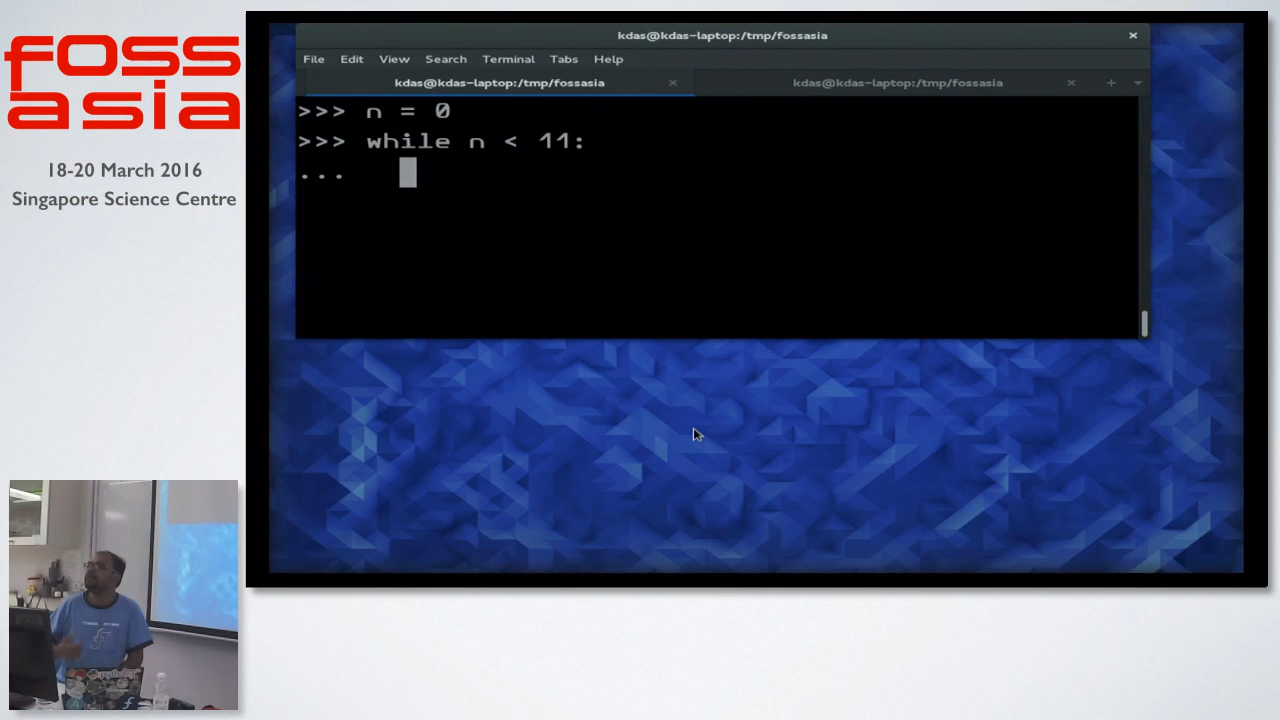 foss
asia
18-20 March 2016
Singapore Science Centre
kdas@kdas-laptop:/tmp/fossasia
File Edit View Search Terminal Tabs Help
kdas@kdas-laptop:/tmp/fossasia
kdas@kdas-laptop:/tmp/fossasia
>>> n = 0
>>> while n < 11:
...